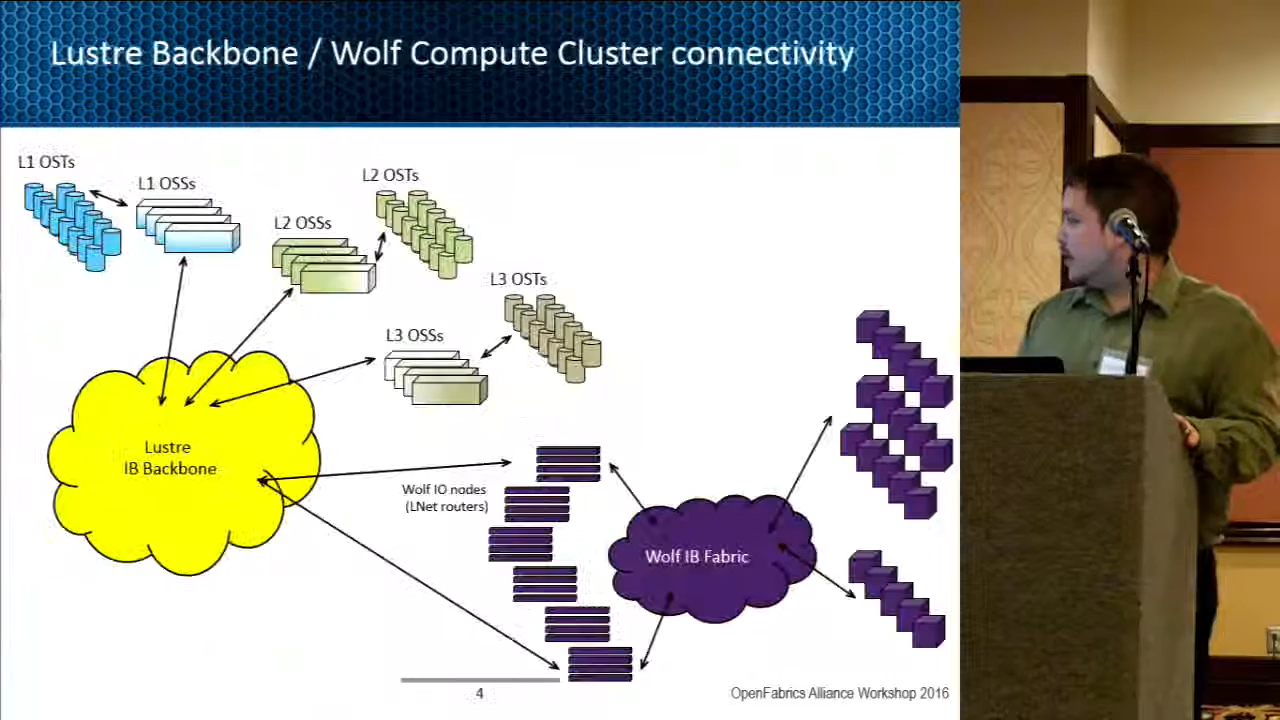 Lustre Backbone / Wolf Compute Cluster connectivity
L1 OSTs
L1 OSSs
L2 OSTs
L2 OSSs
L3 OSTs
L3 OSSs
Lustre
IB Backbone
Wolf IO nodes
(LNet routers)
Wolf IB Fabric
4
OpenFabrics Alliance Workshop 2016